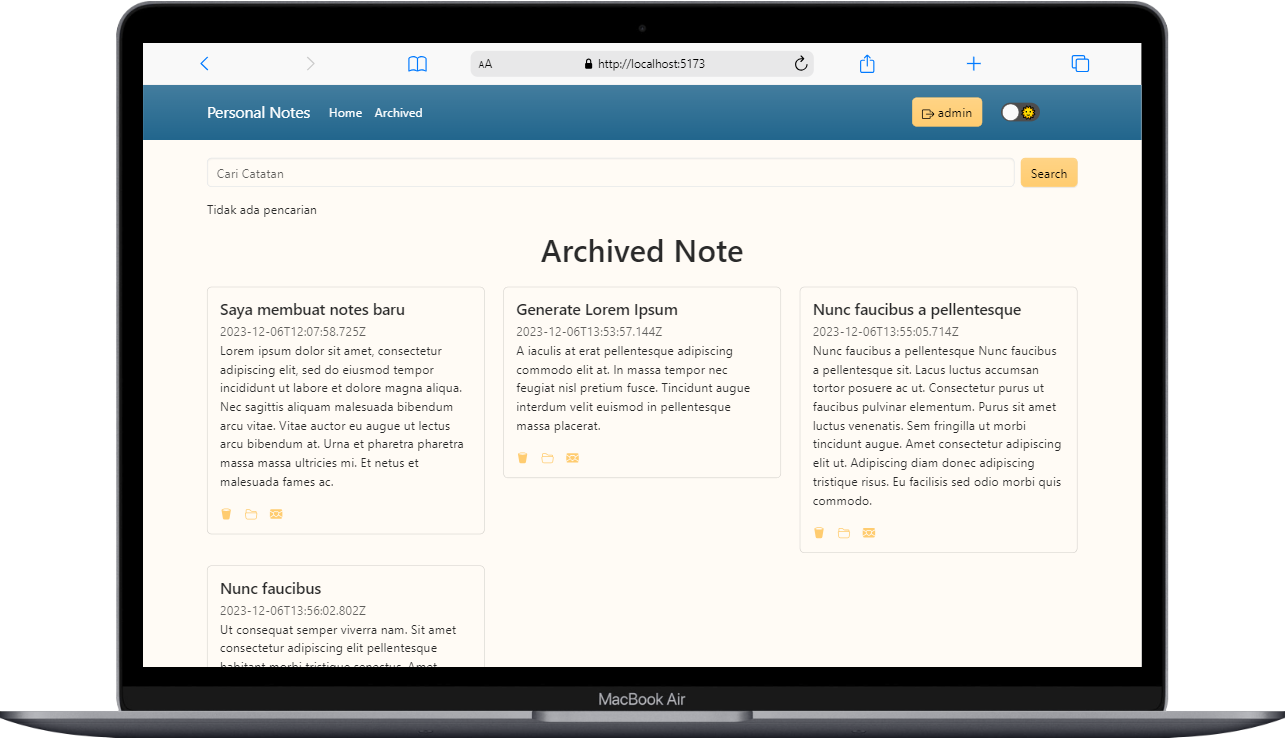 AA http://localhost:5173
Personal Notes Home Archived admin
Cari Catatan Search
Tidak ada pencarian
Archived Note
Saya membuat notes baru
2023-12-06T12:07:58.725Z
Lorem ipsum dolor sit amet, consectetur
adipiscing elit, sed do eiusmod tempor
incididunt ut labore et dolore magna aliqua.
Nec sagittis aliquam malesuada bibendum
arcu vitae. Vitae auctor eu augue ut lectus
arcu bibendum at. Urna et pharetra pharetra
massa massa ultricies mi. Et netus et
malesuada fames ac.
Generate Lorem Ipsum
2023-12-06T13:53:57.144Z
A iaculis at erat pellentesque adipiscing
commodo elit at. In massa tempor nec
feugiat nisl pretium fusce. Tincidunt augue
interdum velit euismod in pellentesque
massa placerat.
Nunc faucibus a pellentesque
2023-12-06T13:55:05.714Z
Nunc faucibus a pellentesque Nunc faucibus
a pellentesque sit. Lacus luctus accumsan
tortor posuere ac ut. Consectetur purus ut
faucibus pulvinar elementum. Purus sit amet
luctus venenatis. Sem fringilla ut morbi
tincidunt augue. Amet consectetur adipiscing
elit ut. Adipiscing diam donec adipiscing
tristique risus. Eu facilisis sed odio morbi quis
commodo.
Nunc faucibus
2023-12-06T13:56:02.802Z
Ut consequat semper viverra nam. Sit amet
consectetur adipiscing elit pellentesque
habitant morbi tristique senectus. Amet
MacBook Air